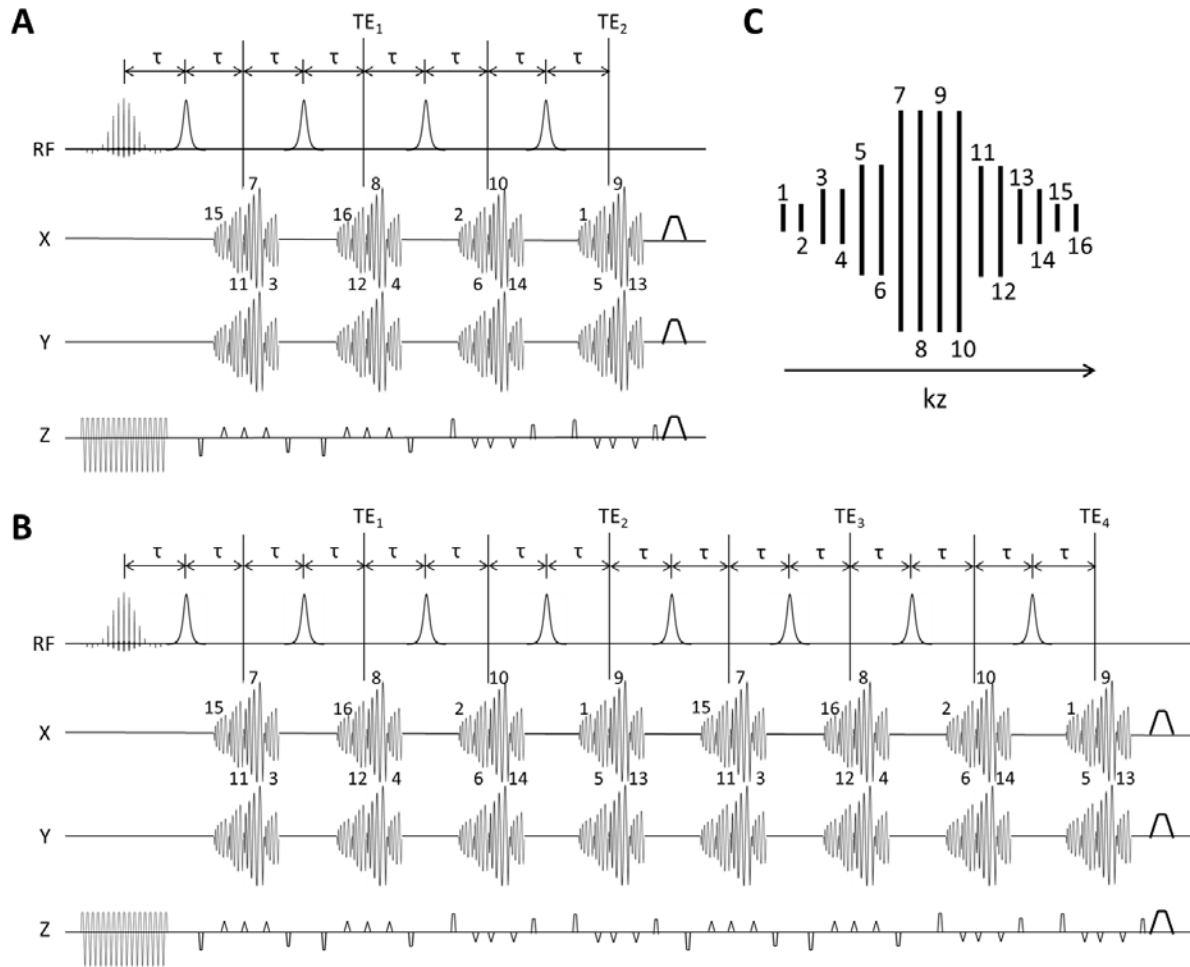 A
TE₁ TE₂
τ τ τ τ τ τ τ τ
RF
7 8 10 9
15 16 2 1
X
11 3 12 4 6 14 5 13
Y
Z
C
7 9
5 11
3 13
1 15
2 16
4 14
6 12
8 10
kz
B
TE₁ TE₂ TE₃ TE₄
τ τ τ τ τ τ τ τ τ τ τ τ τ τ τ τ
RF
7 8 10 9 7 8 10 9
15 16 2 1 15 16 2 1
X
11 3 12 4 6 14 5 13 11 3 12 4 6 14 5 13
Y
Z